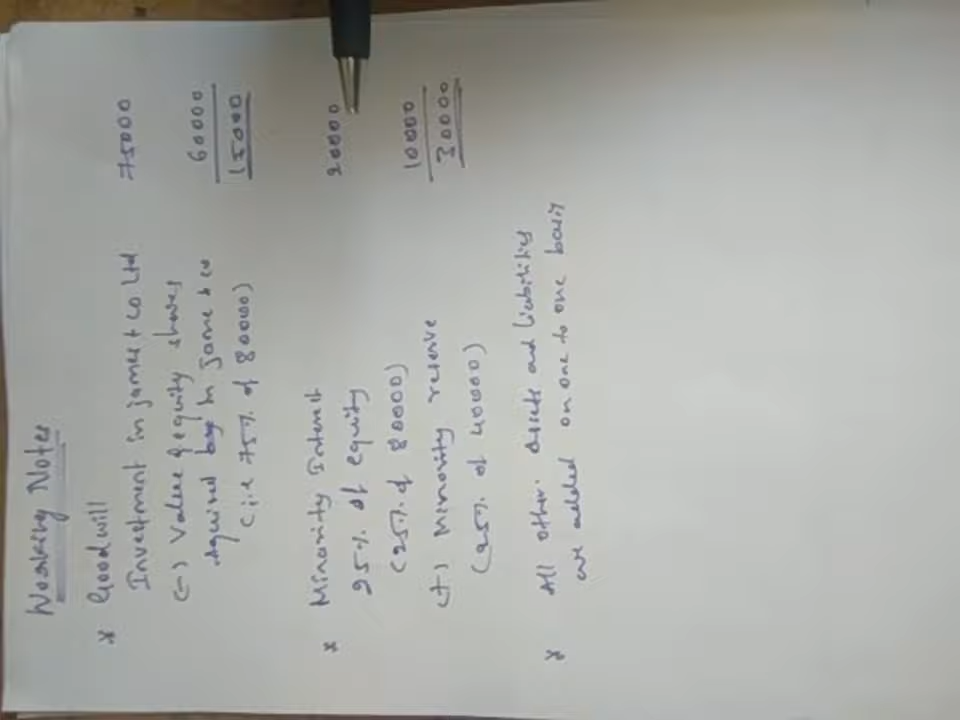 Working Notes
* Goodwill
Investment in James & Co Ltd 75000
(-) Value of equity shares
Aquired by in Jame & co 60000
(i.e 75% of 80000) 15000
* Minority Interest
25% of equity 20000
(25% of 80000)
(+) Minority reserve 10000
(25% of 40000) 30000
* All other assets and liabilities
are added on one to one basis